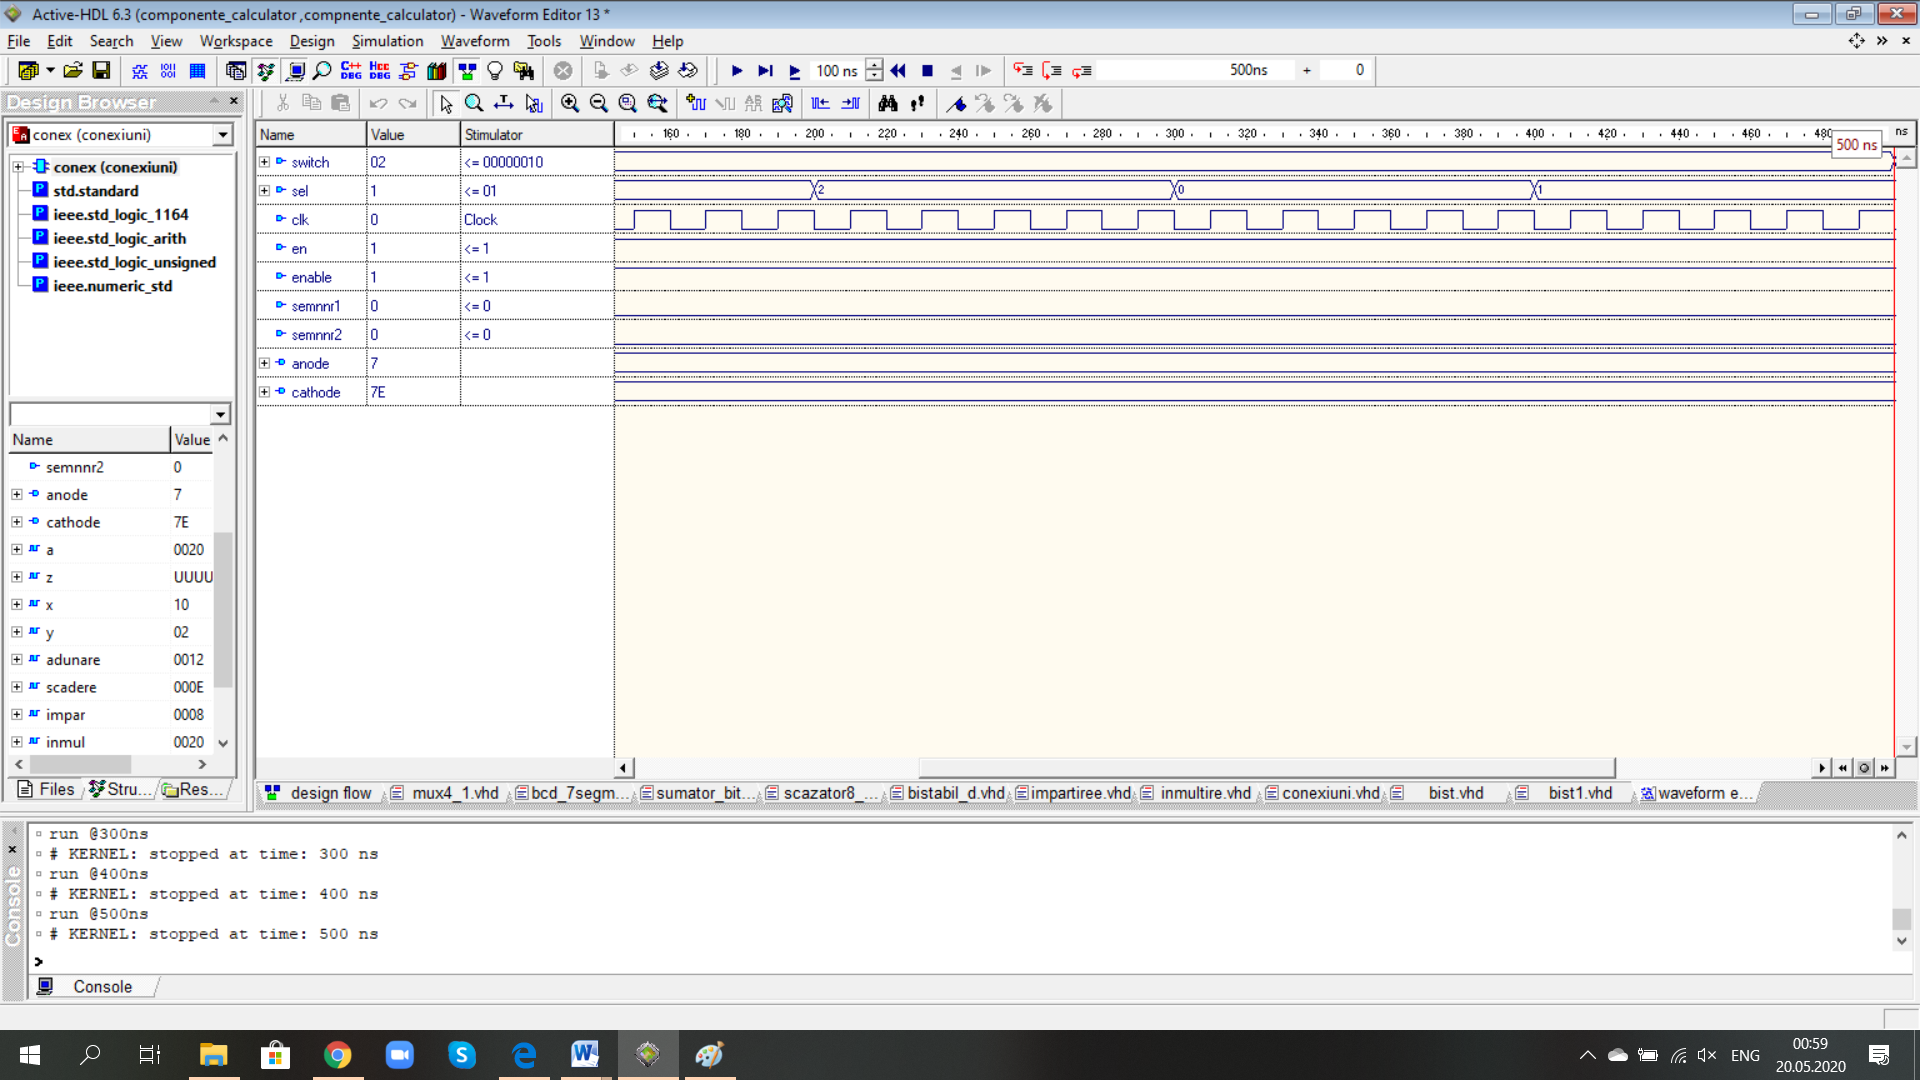 Active-HDL 6.3 (componente_calculator ,compnente_calculator) - Waveform Editor 13 *
File Edit Search View Workspace Design Simulation Waveform Tools Window Help
C++ DBG HCC DBG 100 ns 500ns + 0
Design Browser
conex (conexiuni)
conex (conexiuni)
std.standard
ieee.std_logic_1164
ieee.std_logic_arith
ieee.std_logic_unsigned
ieee.numeric_std
Name Value
semnnr2 0
anode 7
cathode 7E
a 0020
z UUUU
x 10
y 02
adunare 0012
scadere 000E
impar 0008
inmul 0020
Files Stru... Res...
Name Value Stimulator 160 180 200 220 240 260 280 300 320 340 360 380 400 420 440 460 480 ns
500 ns
switch 02 <= 00000010
sel 1 <= 01 2 0 1
clk 0 Clock
en 1 <= 1
enable 1 <= 1
semnnr1 0 <= 0
semnnr2 0 <= 0
anode 7
cathode 7E
design flow mux4_1.vhd bcd_7segm... sumator_bit... scazator8_... bistabil_d.vhd impartiree.vhd inmultire.vhd conexiuni.vhd bist.vhd bist1.vhd waveform e...
run @300ns
# KERNEL: stopped at time: 300 ns
run @400ns
# KERNEL: stopped at time: 400 ns
run @500ns
# KERNEL: stopped at time: 500 ns
>
Console
Console
ENG
00:59
20.05.2020